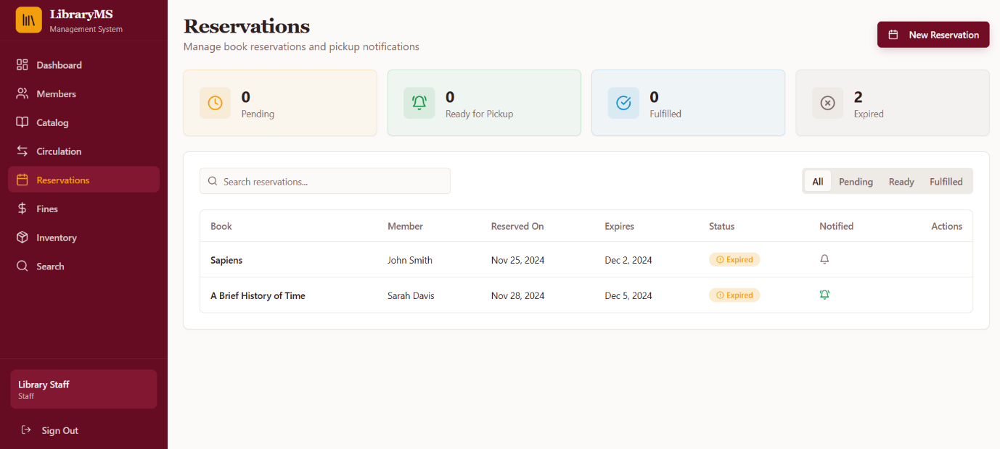 LibraryMS
Management System
Dashboard
Members
Catalog
Circulation
Reservations
Fines
Inventory
Search
Library Staff
Staff
Sign Out
Reservations
Manage book reservations and pickup notifications
New Reservation
0
Pending
0
Ready for Pickup
0
Fulfilled
2
Expired
Search reservations...
All Pending Ready Fulfilled
Book Member Reserved On Expires Status Notified Actions
Sapiens John Smith Nov 25, 2024 Dec 2, 2024 Expired
A Brief History of Time Sarah Davis Nov 28, 2024 Dec 5, 2024 Expired